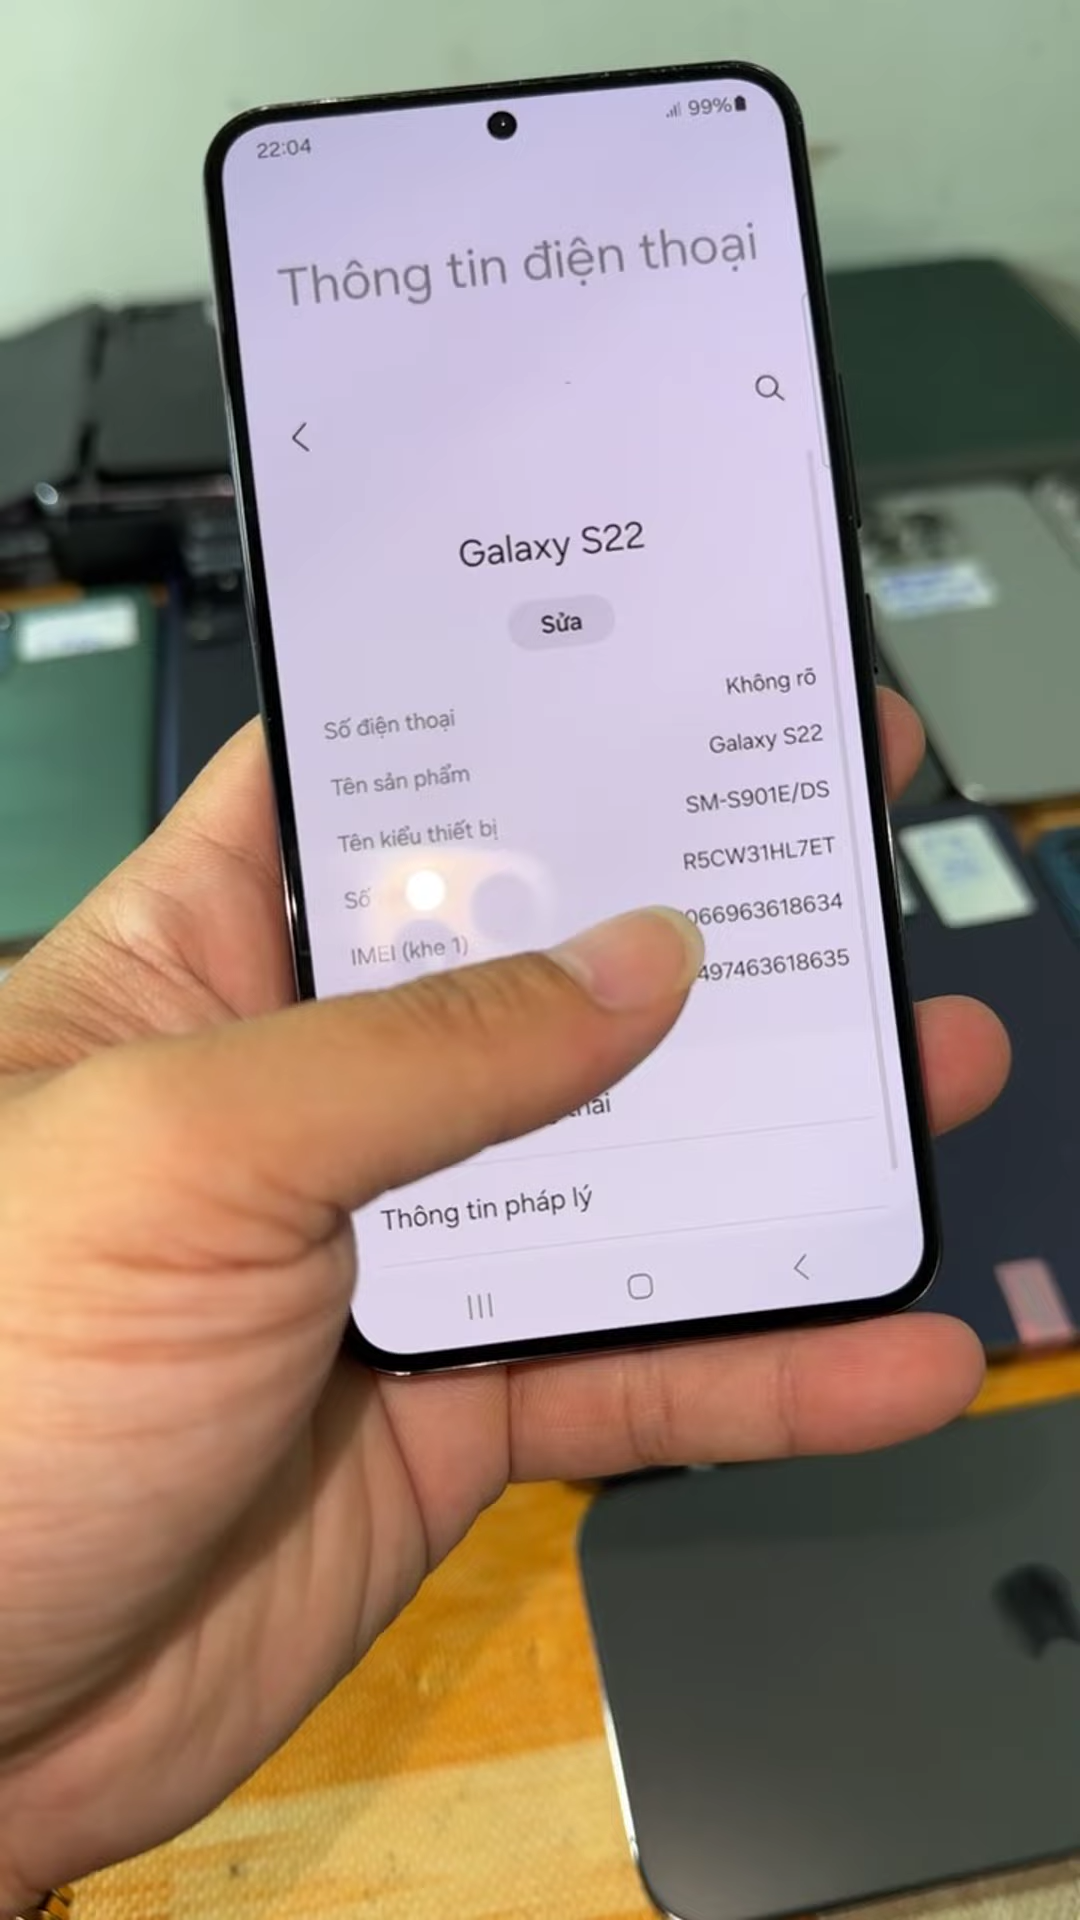 22:04
99%
Thông tin điện thoại
Galaxy S22
Sửa
Số điện thoại Không rõ
Tên sản phẩm Galaxy S22
Tên kiểu thiết bị SM-S901E/DS
Số R5CW31HL7ET
IMEI (khe 1) 066963618634
497463618635
Thông tin pháp lý